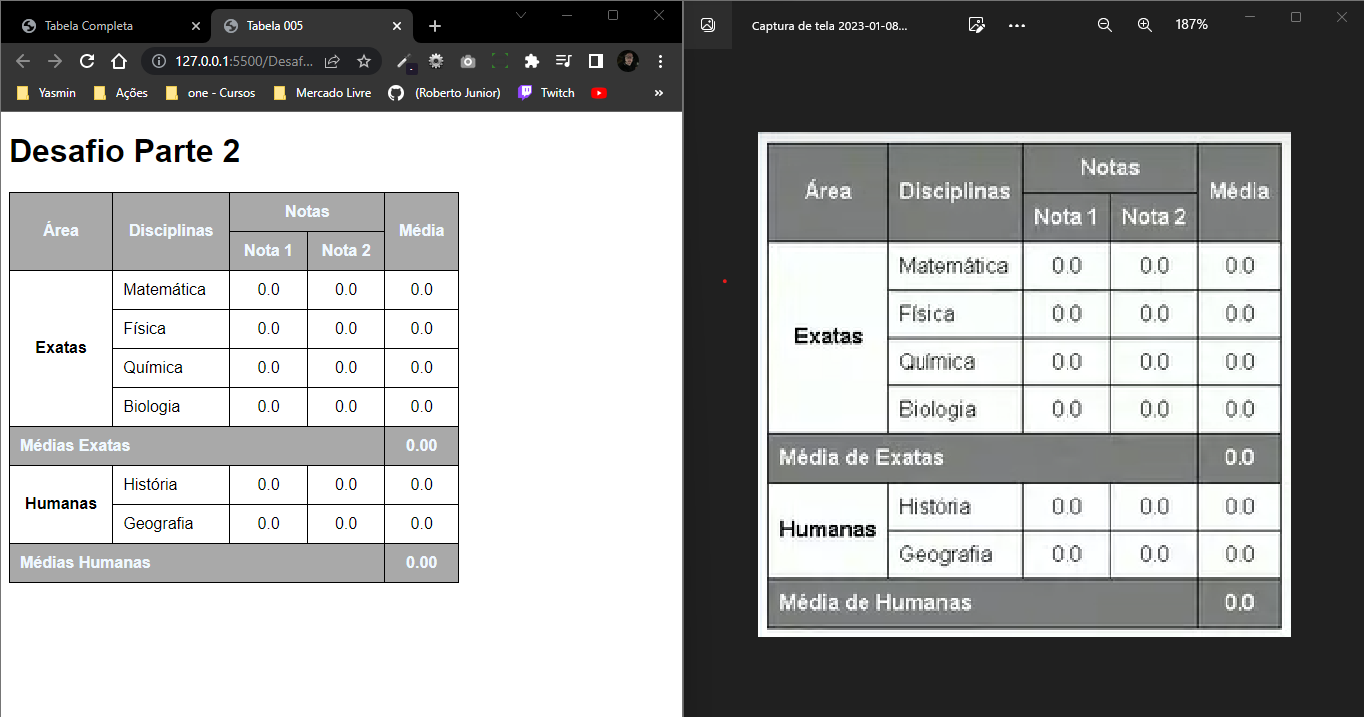 Tabela Completa
Tabela 005
127.0.0.1:5500/Desaf...
Yasmin
Ações
one - Cursos
Mercado Livre
(Roberto Junior)
Twitch
»
Desafio Parte 2
Área Disciplinas Notas Média
Nota 1 Nota 2
Exatas
Matemática 0.0 0.0 0.0
Física 0.0 0.0 0.0
Química 0.0 0.0 0.0
Biologia 0.0 0.0 0.0
Médias Exatas 0.00
Humanas
História 0.0 0.0 0.0
Geografia 0.0 0.0 0.0
Médias Humanas 0.00
Captura de tela 2023-01-08...
187%
Área Disciplinas Notas Média
Nota 1 Nota 2
Exatas
Matemática 0.0 0.0 0.0
Física 0.0 0.0 0.0
Química 0.0 0.0 0.0
Biologia 0.0 0.0 0.0
Média de Exatas 0.0
Humanas
História 0.0 0.0 0.0
Geografia 0.0 0.0 0.0
Média de Humanas 0.0